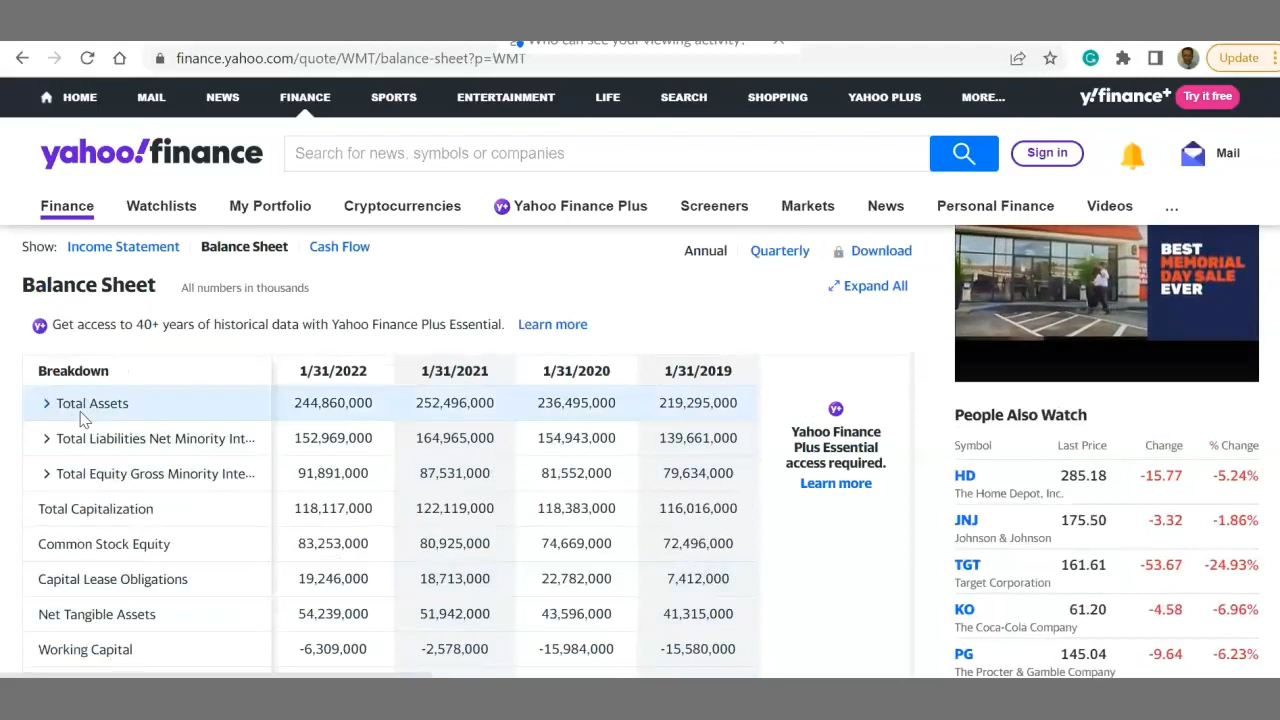 Who can see your viewing activity?
finance.yahoo.com/quote/WMT/balance-sheet?p=WMT
Update
HOME MAIL NEWS FINANCE SPORTS ENTERTAINMENT LIFE SEARCH SHOPPING YAHOO PLUS MORE... y!finance+ Try it free
yahoo!finance Search for news, symbols or companies Sign in Mail
Finance Watchlists My Portfolio Cryptocurrencies Y+ Yahoo Finance Plus Screeners Markets News Personal Finance Videos ...
Show: Income Statement Balance Sheet Cash Flow Annual Quarterly Download
Balance Sheet All numbers in thousands Expand All
Y+ Get access to 40+ years of historical data with Yahoo Finance Plus Essential. Learn more
Breakdown 1/31/2022 1/31/2021 1/31/2020 1/31/2019
Total Assets 244,860,000 252,496,000 236,495,000 219,295,000
Total Liabilities Net Minority Int... 152,969,000 164,965,000 154,943,000 139,661,000
Total Equity Gross Minority Inte... 91,891,000 87,531,000 81,552,000 79,634,000
Total Capitalization 118,117,000 122,119,000 118,383,000 116,016,000
Common Stock Equity 83,253,000 80,925,000 74,669,000 72,496,000
Capital Lease Obligations 19,246,000 18,713,000 22,782,000 7,412,000
Net Tangible Assets 54,239,000 51,942,000 43,596,000 41,315,000
Working Capital -6,309,000 -2,578,000 -15,984,000 -15,580,000
Y+
Yahoo Finance
Plus Essential
access required.
Learn more
BEST
MEMORIAL
DAY SALE
EVER
People Also Watch
Symbol Last Price Change % Change
HD 285.18 -15.77 -5.24%
The Home Depot, Inc.
JNJ 175.50 -3.32 -1.86%
Johnson & Johnson
TGT 161.61 -53.67 -24.93%
Target Corporation
KO 61.20 -4.58 -6.96%
The Coca-Cola Company
PG 145.04 -9.64 -6.23%
The Procter & Gamble Company